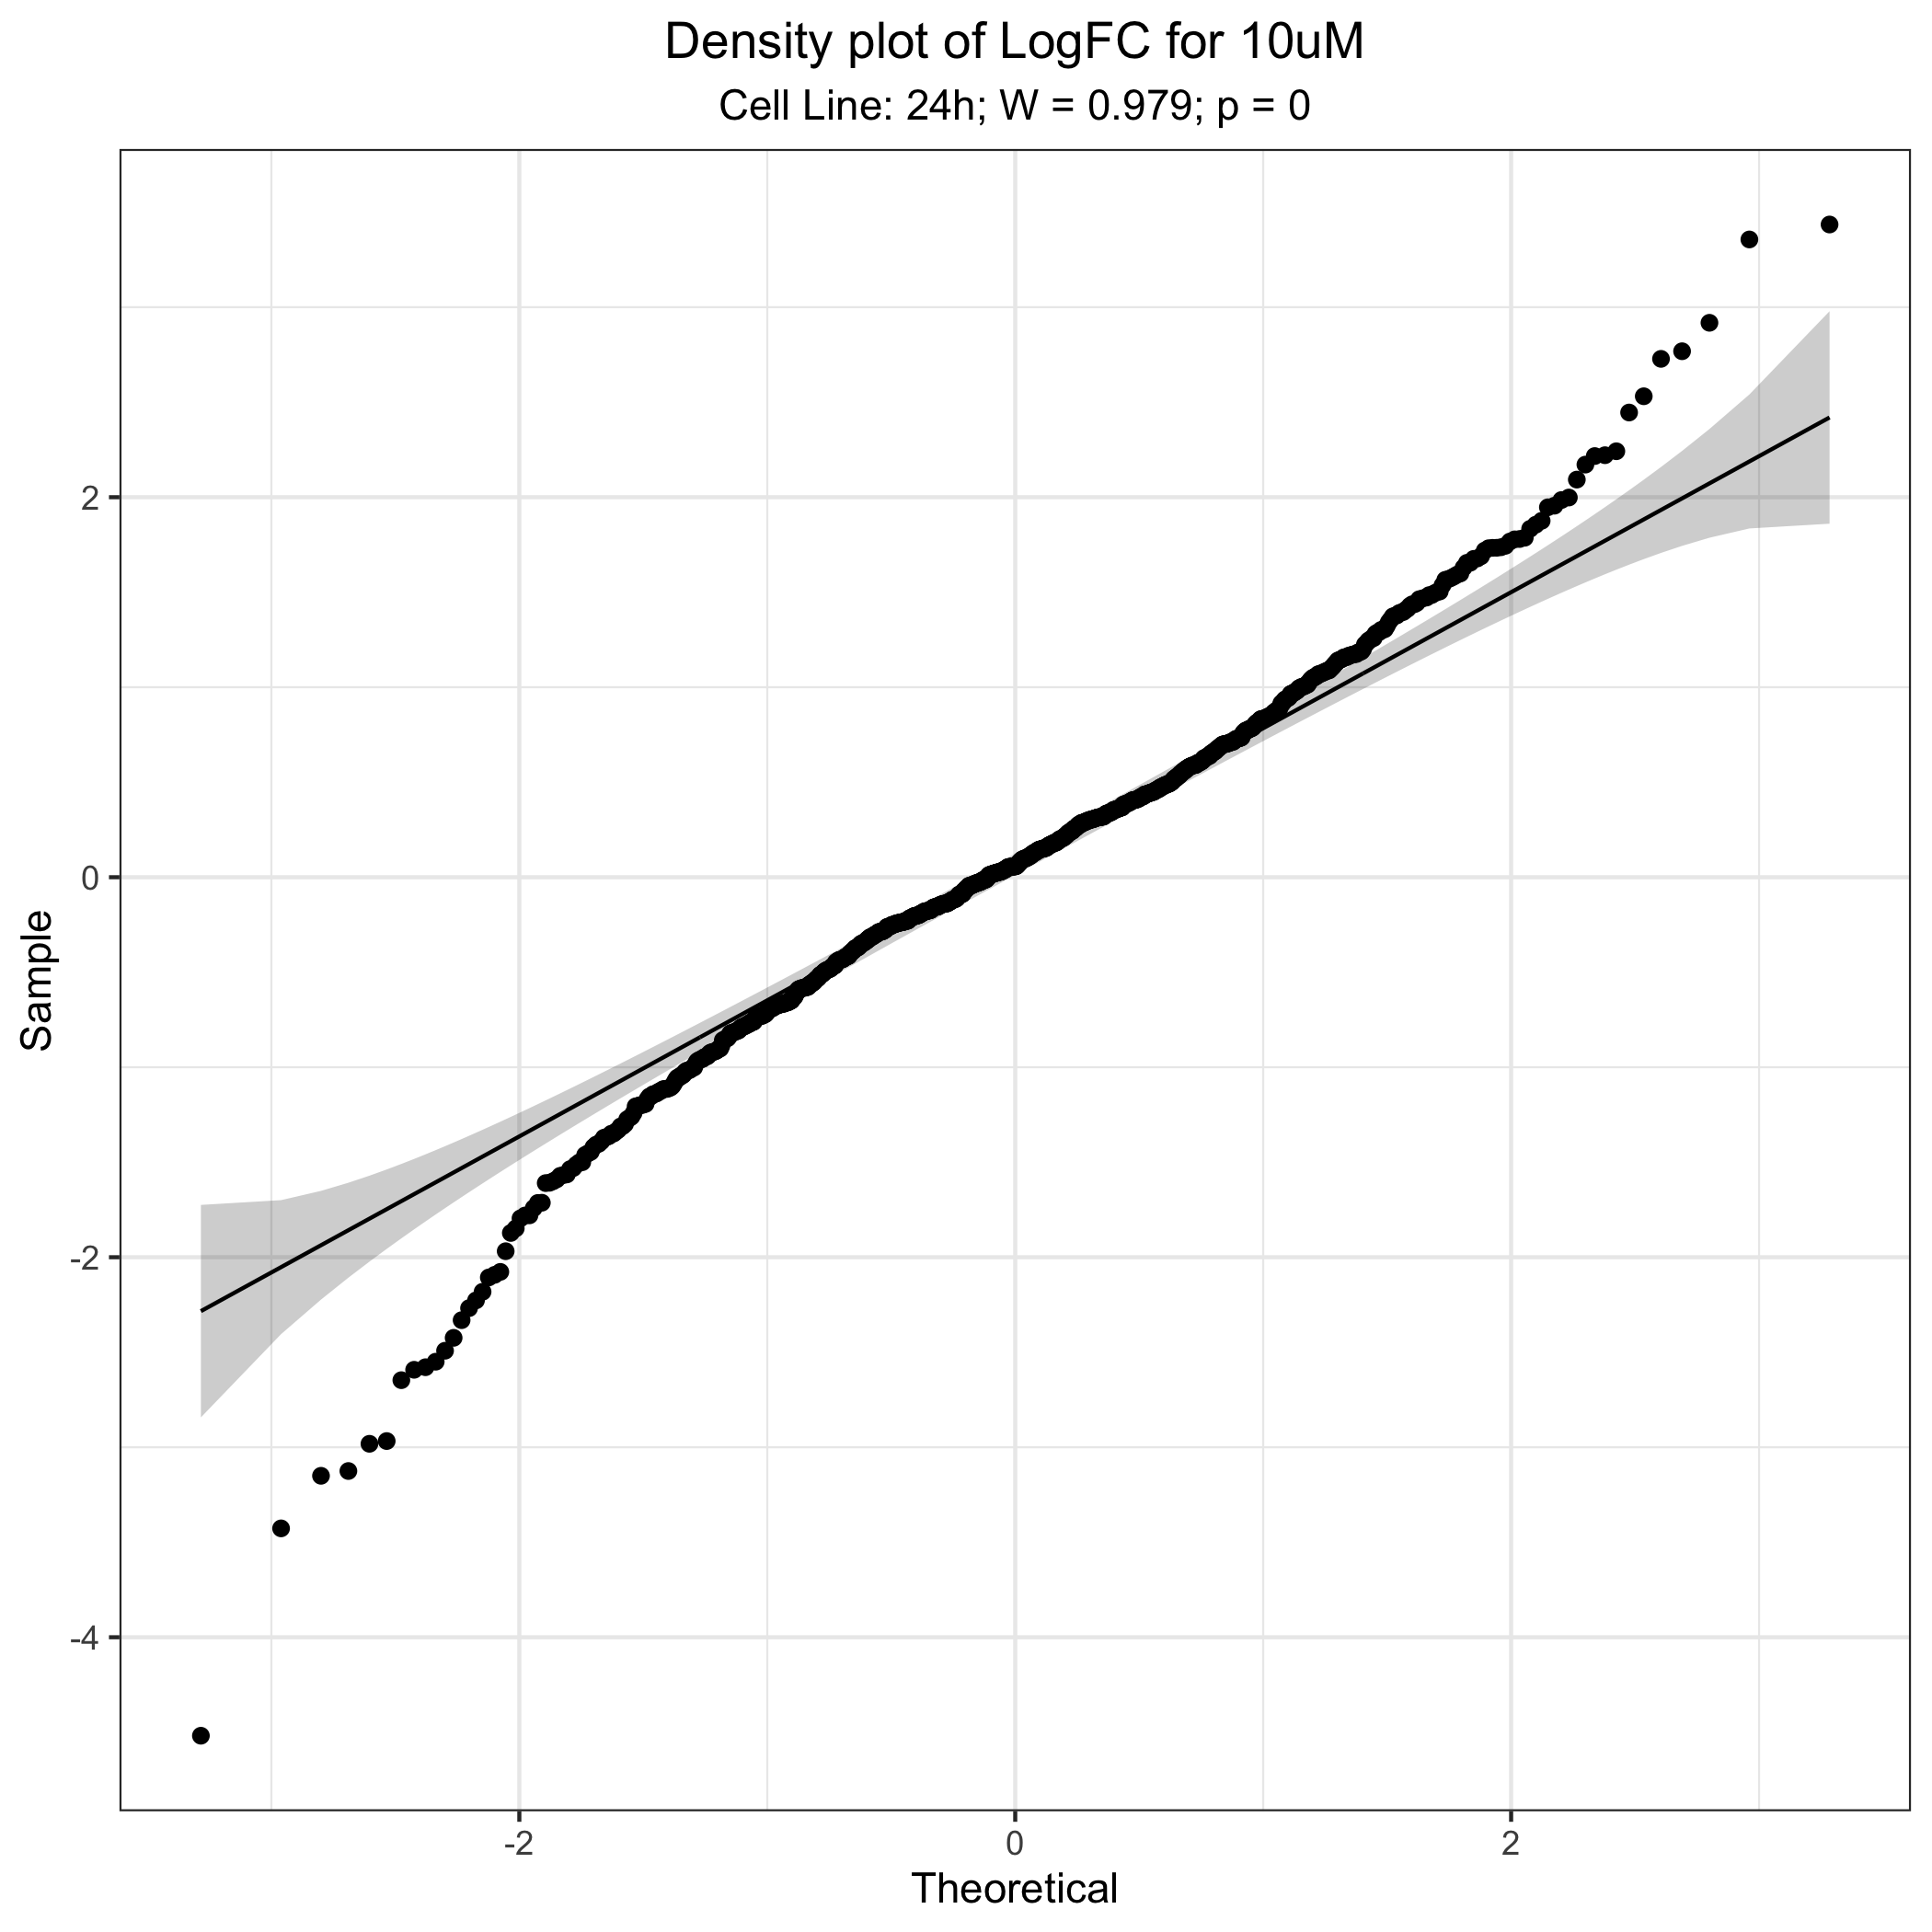 Density plot of LogFC for 10uM
Cell Line: 24h; W = 0.979; p = 0
Sample
2
0
-2
-4
-2
0
2
Theoretical